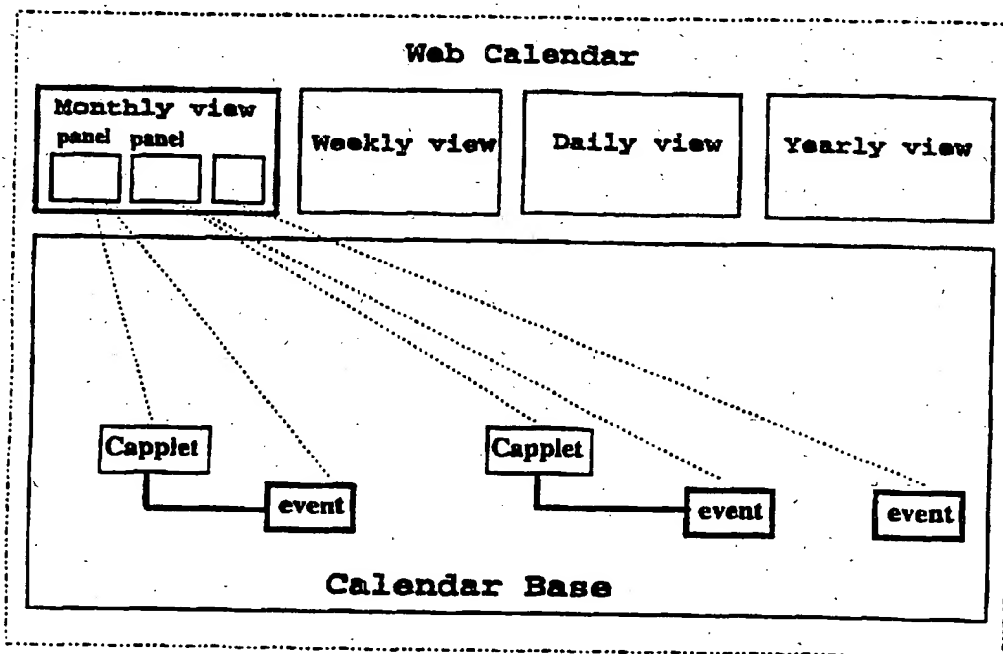 Web Calendar
Monthly view
panel panel
Weekly view
Daily view
Yearly view
Capplet
Capplet
event
event
event
Calendar Base